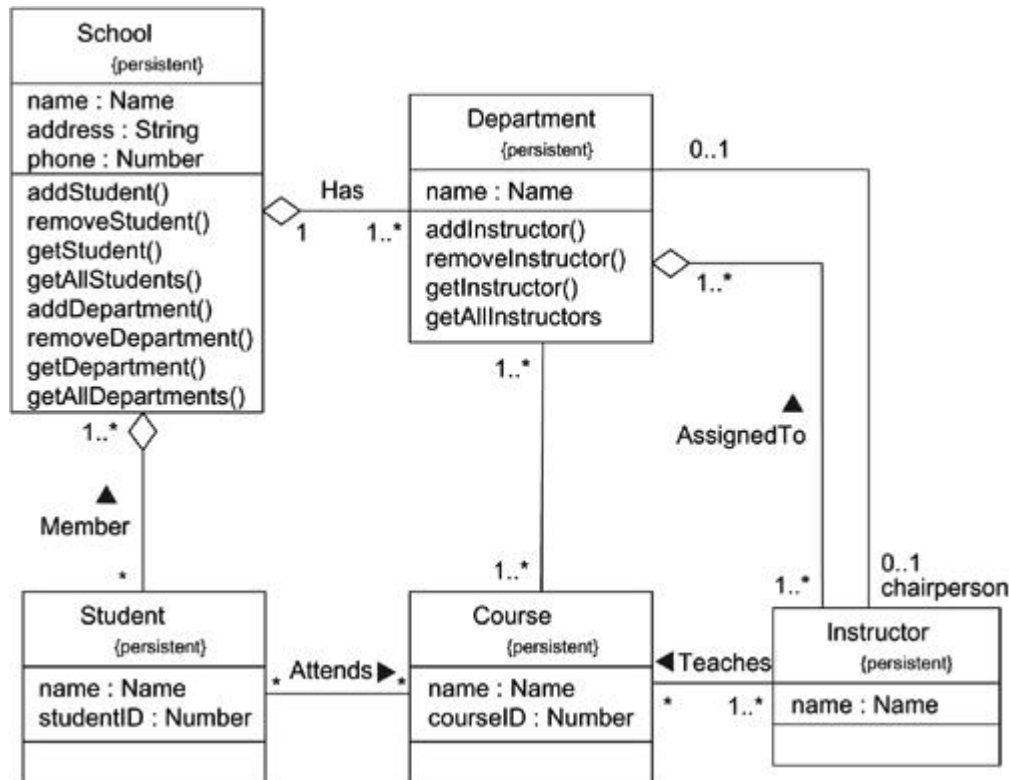 School
{persistent}
name : Name
address : String
phone : Number
addStudent()
removeStudent()
getStudent()
getAllStudents()
addDepartment()
removeDepartment()
getDepartment()
getAllDepartments()
Has
1
1..*
Department
{persistent}
name : Name
addInstructor()
removeInstructor()
getInstructor()
getAllInstructors
0..1
1..*
1..*
1..*
▲
Member
*
▲
AssignedTo
1..*
1..*
0..1
chairperson
Student
{persistent}
name : Name
studentID : Number
Attends▶
*
*
Course
{persistent}
name : Name
courseID : Number
◀Teaches
*
1..*
Instructor
{persistent}
name : Name